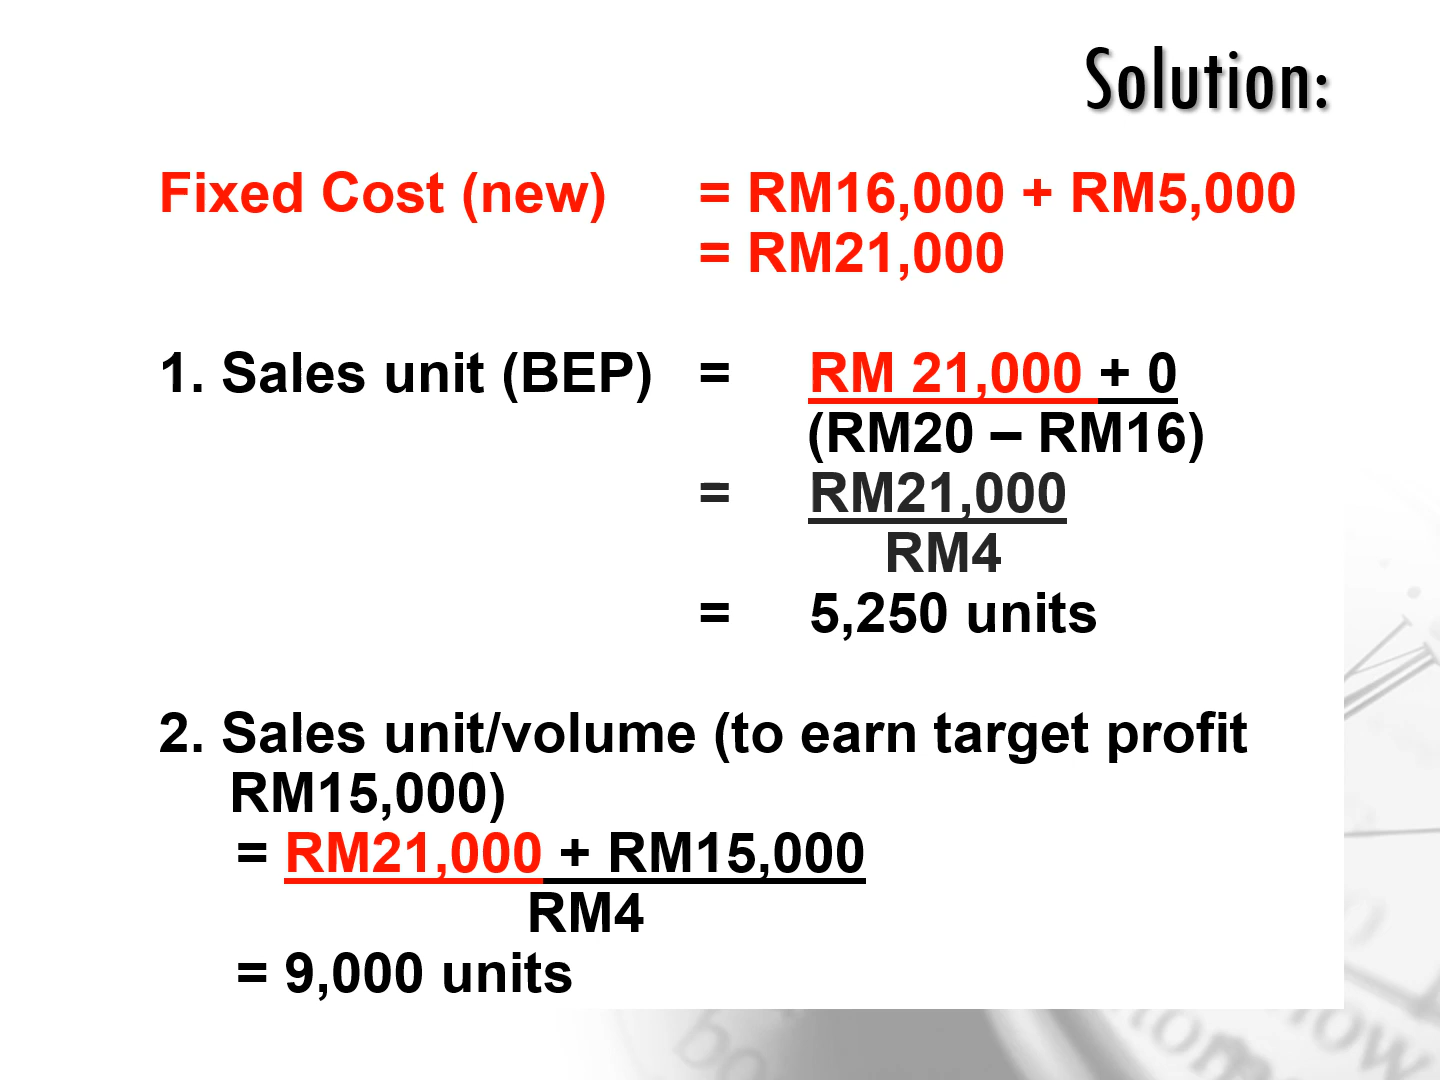 Solution:
Fixed Cost (new) = RM16,000 + RM5,000
= RM21,000
1. Sales unit (BEP) = RM 21,000 + 0
(RM20 – RM16)
= RM21,000
RM4
= 5,250 units
2. Sales unit/volume (to earn target profit
RM15,000)
= RM21,000 + RM15,000
RM4
= 9,000 units